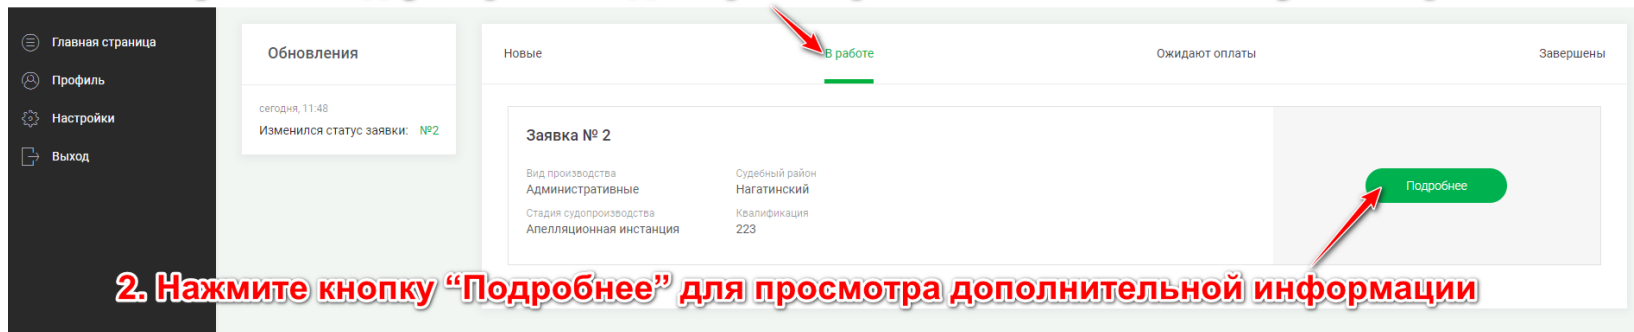 Главная страница
Профиль
Настройки
Выход
Обновления
сегодня, 11:48
Изменился статус заявки: №2
Новые
В работе
Ожидают оплаты
Завершены
Заявка № 2
Вид производства
Административные
Судебный район
Нагатинский
Стадия судопроизводства
Апелляционная инстанция
Квалификация
223
Подробнее
2. Нажмите кнопку “Подробнее” для просмотра дополнительной информации